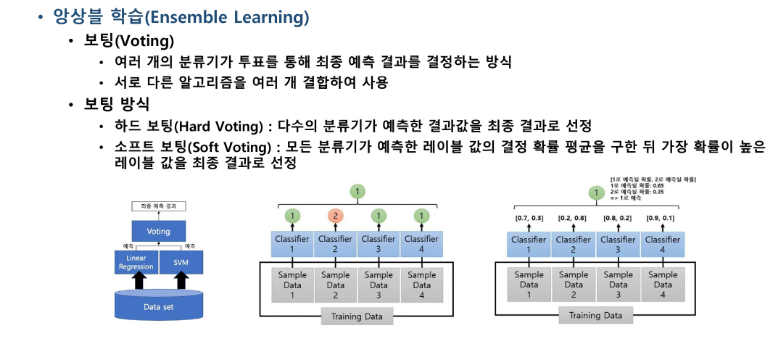 • 앙상블 학습(Ensemble Learning)
• 보팅(Voting)
• 여러 개의 분류기가 투표를 통해 최종 예측 결과를 결정하는 방식
• 서로 다른 알고리즘을 여러 개 결합하여 사용
• 보팅 방식
• 하드 보팅(Hard Voting) : 다수의 분류기가 예측한 결과값을 최종 결과로 선정
• 소프트 보팅(Soft Voting) : 모든 분류기가 예측한 레이블 값의 결정 확률 평균을 구한 뒤 가장 확률이 높은
레이블 값을 최종 결과로 선정
최종 예측 결과
Voting
예측 예측
Linear
Regression
SVM
Data set
1
1 2 1 1
Classifier
1
Classifier
2
Classifier
3
Classifier
4
Sample
Data
1
Sample
Data
2
Sample
Data
3
Sample
Data
4
Training Data
[1로 예측될 확률, 2로 예측될 확률]
1로 예측될 확률: 0.65
2로 예측될 확률: 0.35
=> 1로 예측
1
[0.7, 0.3] [0.2, 0.8] [0.8, 0.2] [0.9, 0.1]
Classifier
1
Classifier
2
Classifier
3
Classifier
4
Sample
Data
1
Sample
Data
2
Sample
Data
3
Sample
Data
4
Training Data